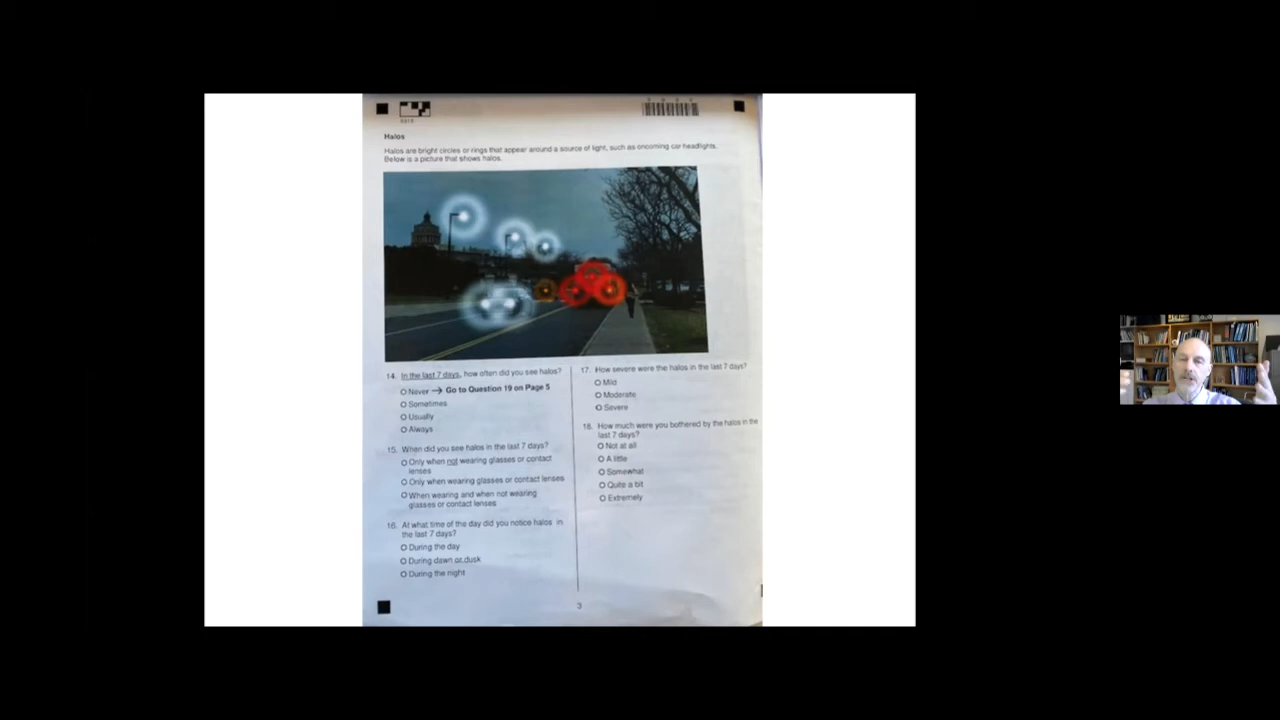 Halos
Halos are bright circles or rings that appear around a source of light, such as oncoming car headlights.
Below is a picture that shows halos.
14. In the last 7 days, how often did you see halos?
O Never → Go to Question 19 on Page 5
O Sometimes
O Usually
O Always
15. When did you see halos in the last 7 days?
O Only when not wearing glasses or contact
lenses
O Only when wearing glasses or contact lenses
O When wearing and when not wearing
glasses or contact lenses
16. At what time of the day did you notice halos in
the last 7 days?
O During the day
O During dawn or dusk
O During the night
17. How severe were the halos in the last 7 days?
O Mild
O Moderate
O Severe
18. How much were you bothered by the halos in the
last 7 days?
O Not at all
O A little
O Somewhat
O Quite a bit
O Extremely
3